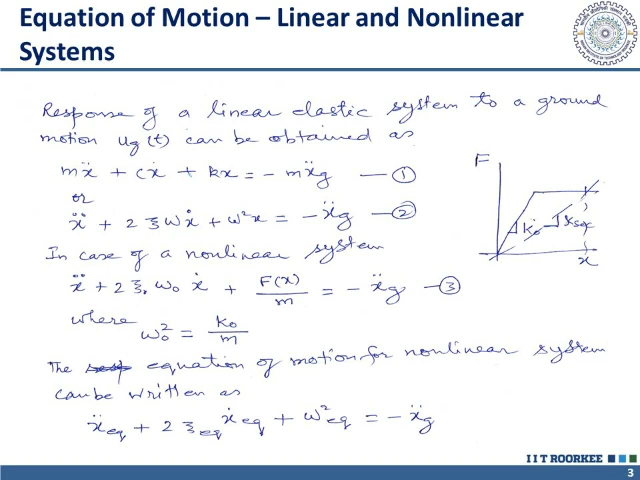 Equation of Motion – Linear and Nonlinear
Systems
Response of a linear elastic system to a ground
motion ug(t) can be obtained as
mẍ + cẋ + kx = - mẍg — ①
or
ẍ + 2 ξ ω ẋ + ω²x = - ẍg — ②
F
K₀
x
In case of a nonlinear system
ẍ + 2 ξ₀ ω₀ ẋ + F(x)/m = - ẍg — ③
where
ω₀² = K₀/m
The equation of motion for nonlinear system
can be written as
ẍeq + 2 ξeq ẋeq + ω²eq = - ẍg
IIT ROORKEE
3